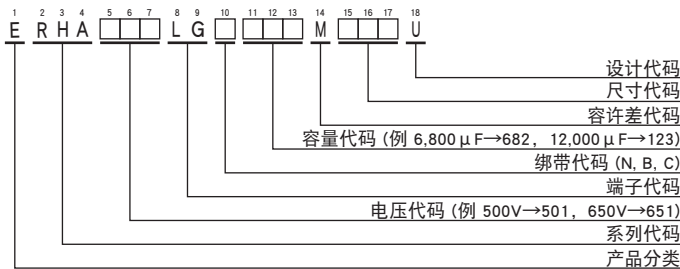 1 2 3 4 5 6 7 8 9 10 11 12 13 14 15 16 17 18
E R H A □□□ L G □ □□□ M □□□ U
设计代码
尺寸代码
容许差代码
容量代码 (例 6,800μF→682，12,000μF→123)
绑带代码 (N, B, C)
端子代码
电压代码 (例 500V→501，650V→651)
系列代码
产品分类